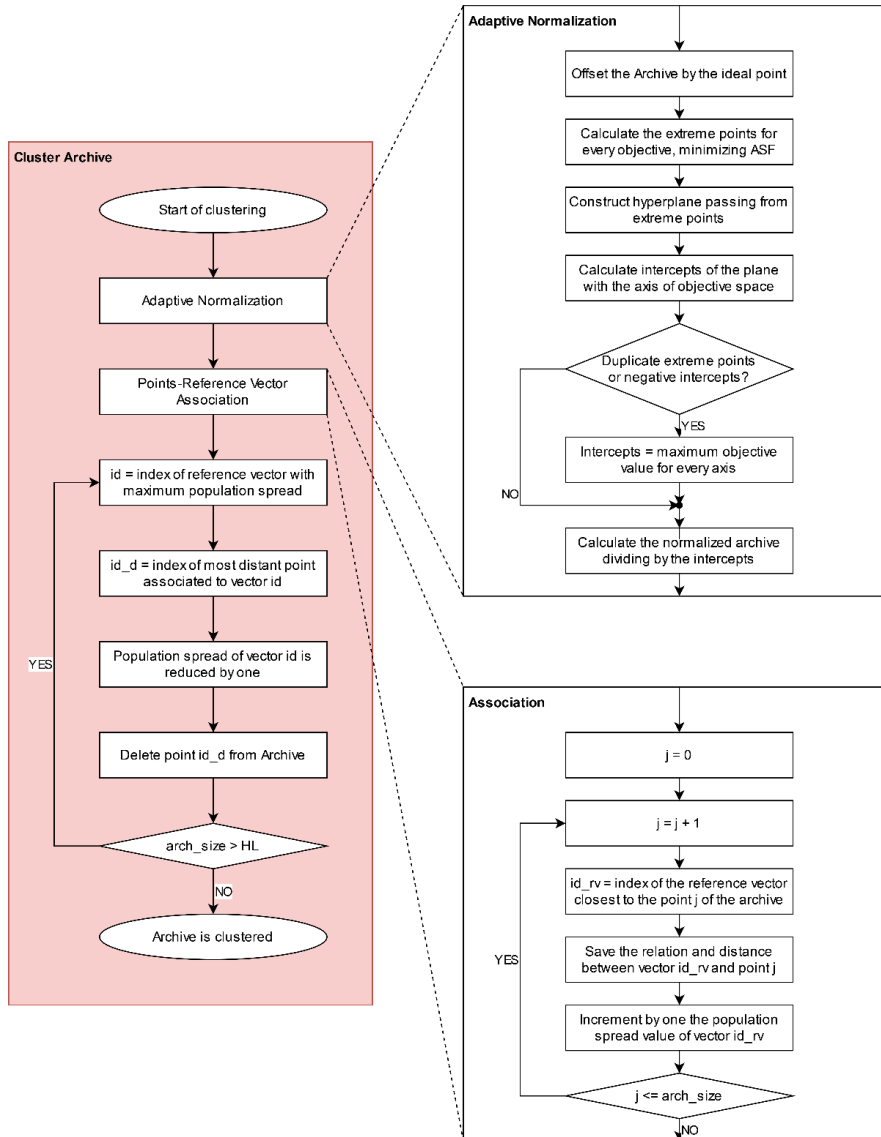 Cluster Archive
Start of clustering
Adaptive Normalization
Points-Reference Vector
Association
id = index of reference vector with
maximum population spread
id_d = index of most distant point
associated to vector id
Population spread of vector id is
reduced by one
YES
Delete point id_d from Archive
arch_size > HL
NO
Archive is clustered
Adaptive Normalization
Offset the Archive by the ideal point
Calculate the extreme points for
every objective, minimizing ASF
Construct hyperplane passing from
extreme points
Calculate intercepts of the plane
with the axis of objective space
Duplicate extreme points
or negative intercepts?
YES
Intercepts = maximum objective
value for every axis
NO
Calculate the normalized archive
dividing by the intercepts
Association
j = 0
j = j + 1
id_rv = index of the reference vector
closest to the point j of the archive
YES
Save the relation and distance
between vector id_rv and point j
Increment by one the population
spread value of vector id_rv
j <= arch_size
NO